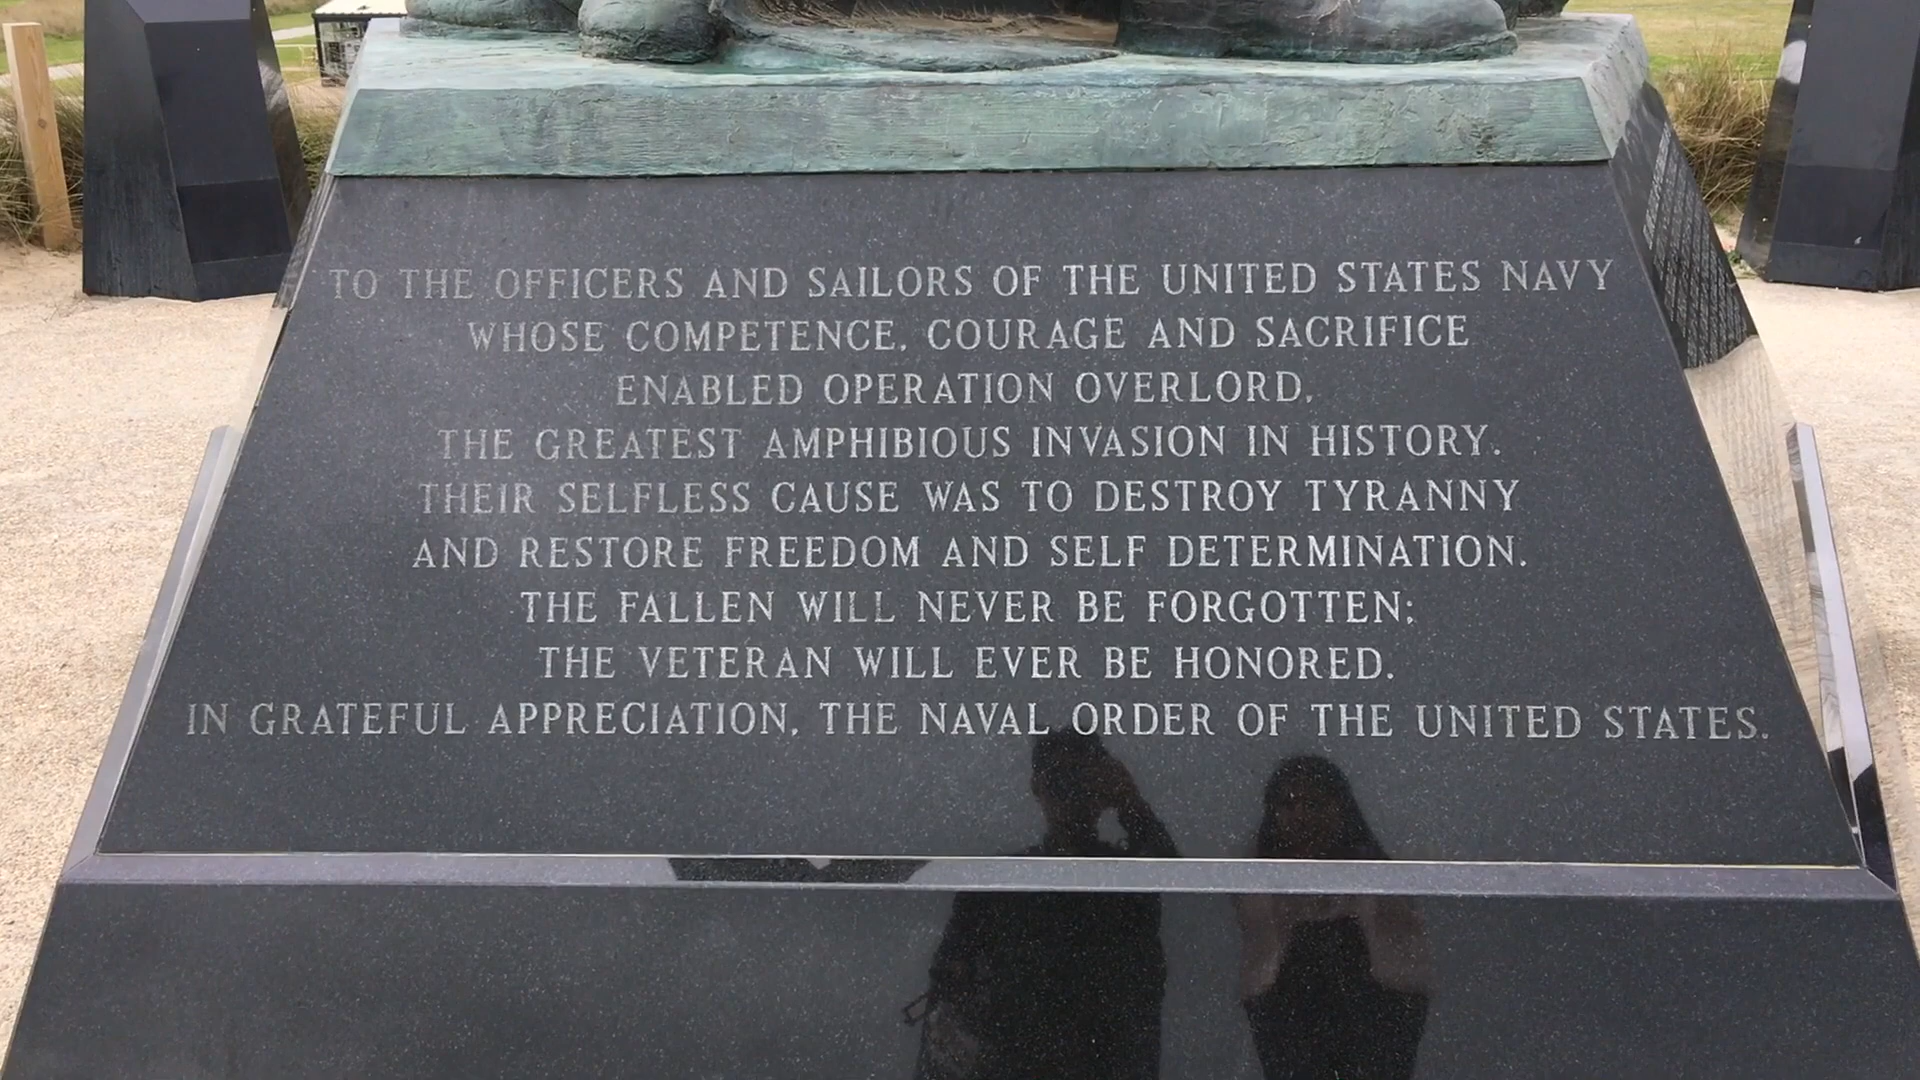 TO THE OFFICERS AND SAILORS OF THE UNITED STATES NAVY
WHOSE COMPETENCE, COURAGE AND SACRIFICE
ENABLED OPERATION OVERLORD,
THE GREATEST AMPHIBIOUS INVASION IN HISTORY.
THEIR SELFLESS CAUSE WAS TO DESTROY TYRANNY
AND RESTORE FREEDOM AND SELF DETERMINATION.
THE FALLEN WILL NEVER BE FORGOTTEN;
THE VETERAN WILL EVER BE HONORED.
IN GRATEFUL APPRECIATION, THE NAVAL ORDER OF THE UNITED STATES.